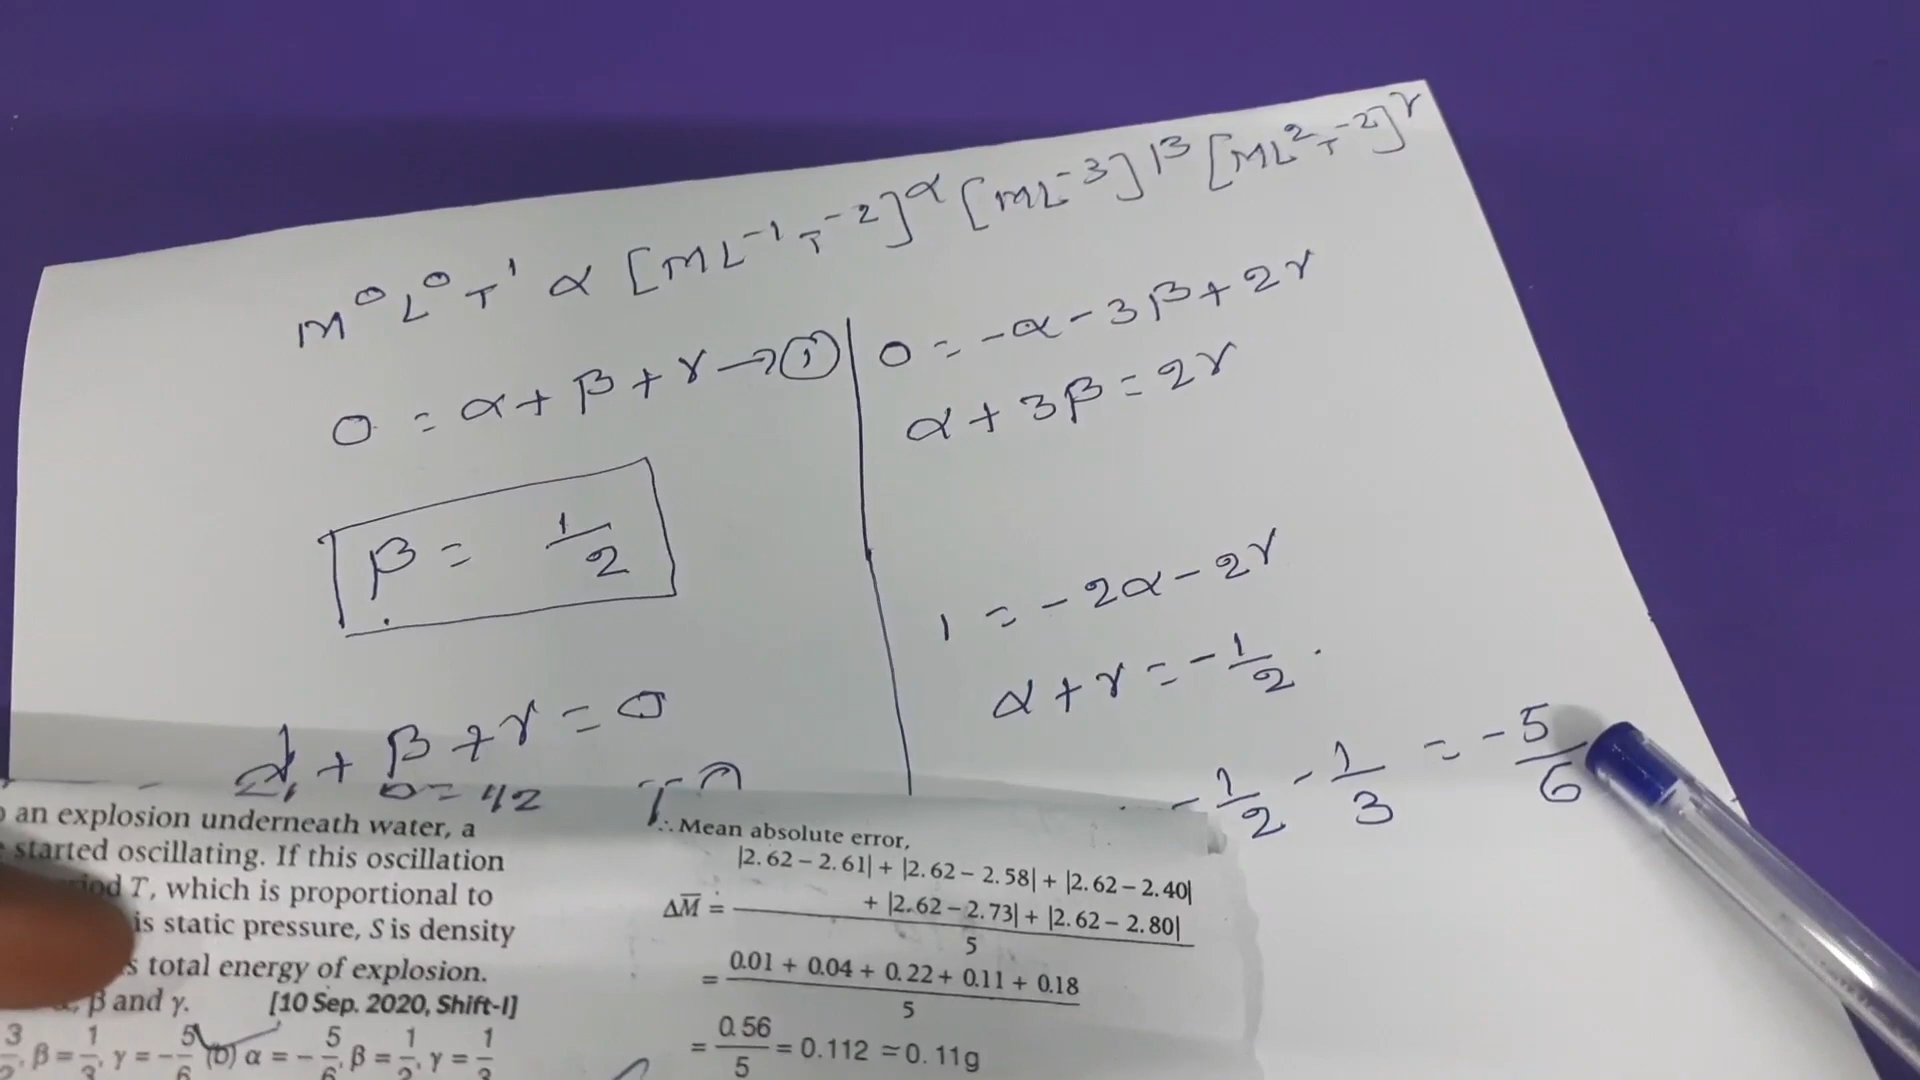 M⁰L⁰T¹ ∝ [ML⁻¹T⁻²]^α [ML⁻³]^β [ML²T⁻²]^γ
0 = α + β + γ → ①
0 = -α - 3β + 2γ
α + 3β = 2γ
β = 1/2
1 = -2α - 2γ
α + γ = -1/2
α + β + γ = 0
-1/2 - 1/3 = -5/6
an explosion underneath water, a
started oscillating. If this oscillation
T, which is proportional to
is static pressure, S is density
total energy of explosion.
β and γ. [10 Sep. 2020, Shift-I]
β = 1/3, γ = -5/6 (b) α = -5/6, β = 1/2, γ = 1/3
∴ Mean absolute error,
|2.62 – 2.61| + |2.62 – 2.58| + |2.62 – 2.40|
+ |2.62 – 2.73| + |2.62 – 2.80|
ΔM̅ = 
5
= 0.01 + 0.04 + 0.22 + 0.11 + 0.18 / 5
= 0.56/5 = 0.112 ≃ 0.11g